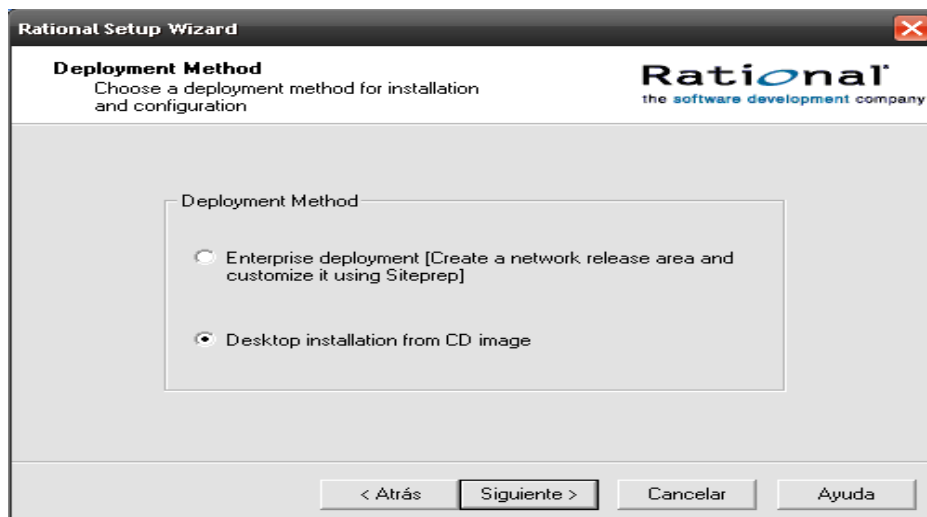 Rational Setup Wizard
Deployment Method
Choose a deployment method for installation
and configuration
Rational
the software development company
Deployment Method
Enterprise deployment [Create a network release area and
customize it using Siteprep]
Desktop installation from CD image
< Atrás
Siguiente >
Cancelar
Ayuda